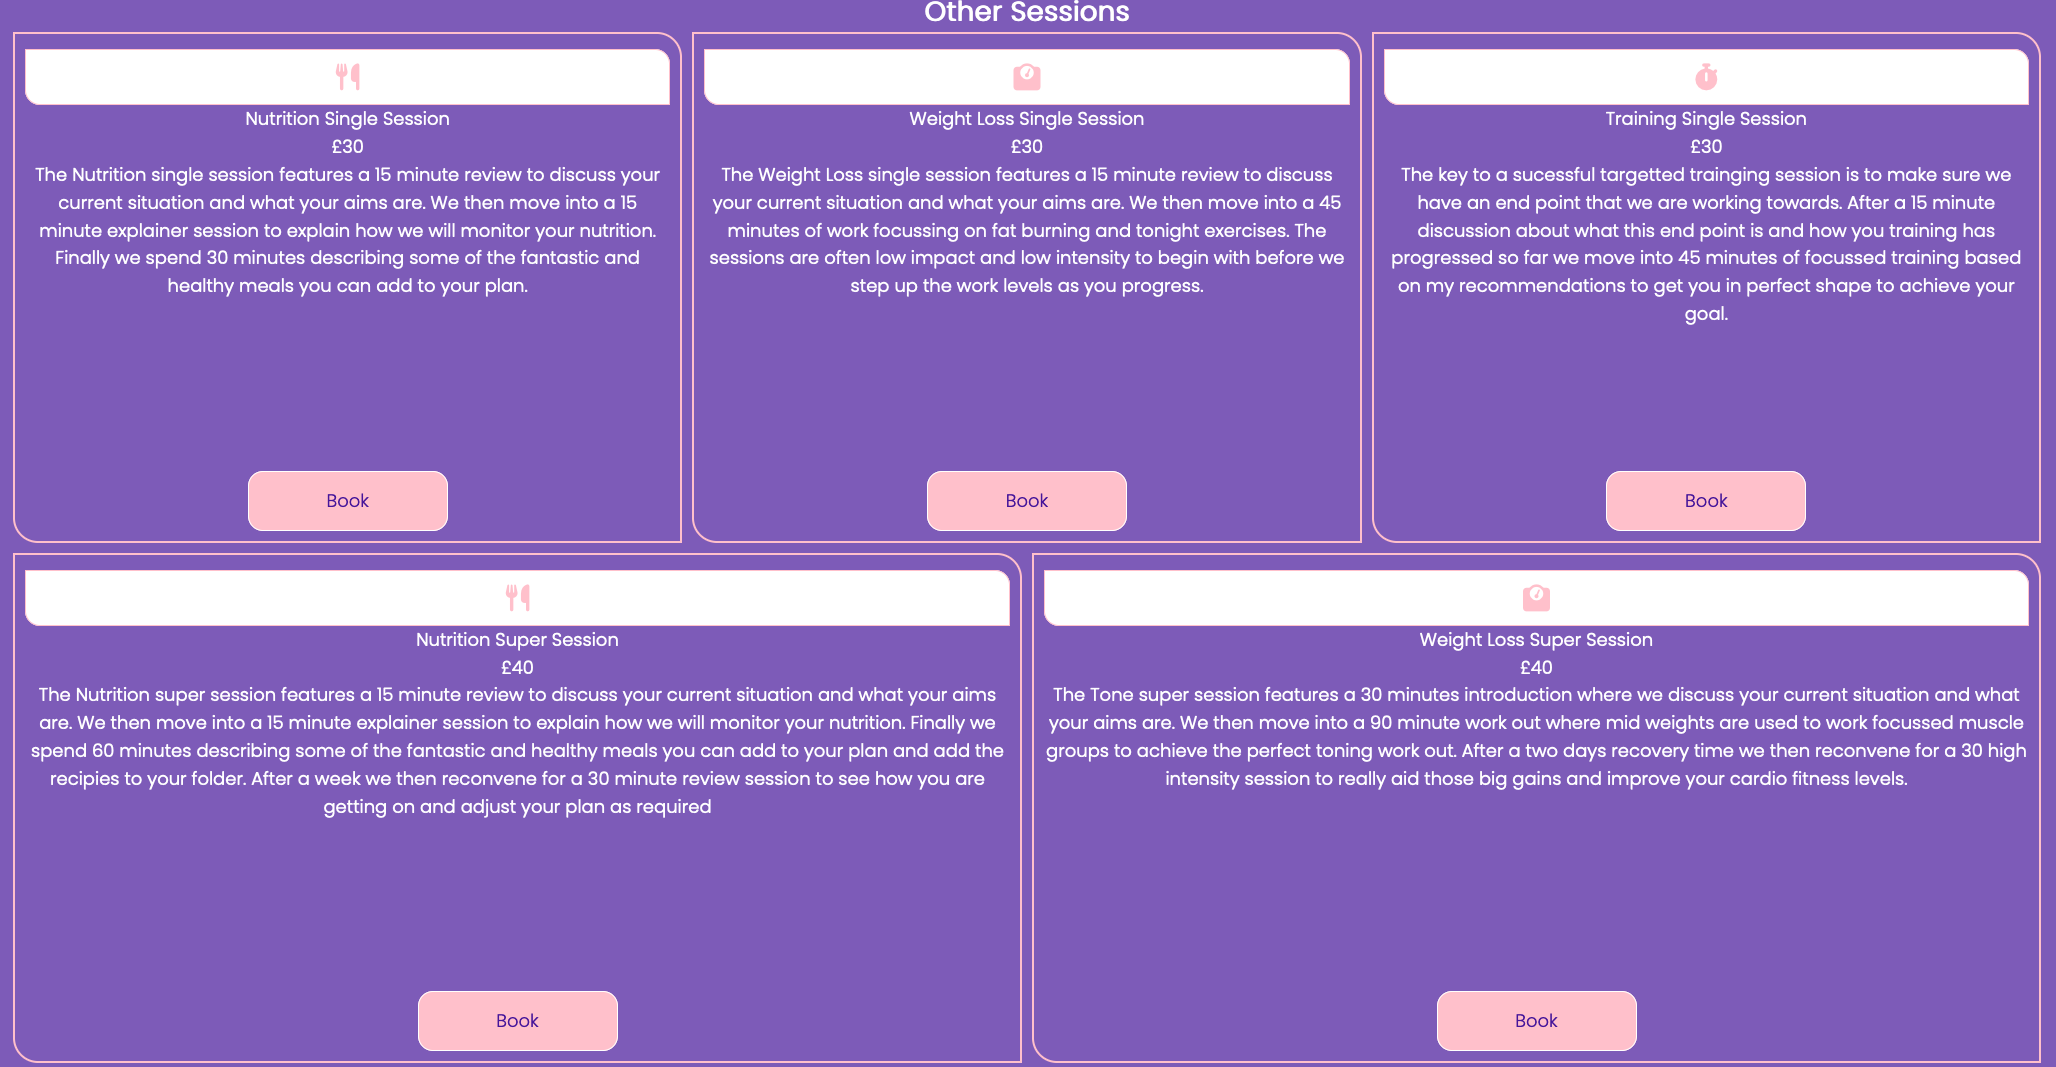 Other Sessions
Nutrition Single Session
£30
The Nutrition single session features a 15 minute review to discuss your
current situation and what your aims are. We then move into a 15
minute explainer session to explain how we will monitor your nutrition.
Finally we spend 30 minutes describing some of the fantastic and
healthy meals you can add to your plan.
Book
Weight Loss Single Session
£30
The Weight Loss single session features a 15 minute review to discuss
your current situation and what your aims are. We then move into a 45
minutes of work focussing on fat burning and tonight exercises. The
sessions are often low impact and low intensity to begin with before we
step up the work levels as you progress.
Book
Training Single Session
£30
The key to a sucessful targetted trainging session is to make sure we
have an end point that we are working towards. After a 15 minute
discussion about what this end point is and how you training has
progressed so far we move into 45 minutes of focussed training based
on my recommendations to get you in perfect shape to achieve your
goal.
Book
Nutrition Super Session
£40
The Nutrition super session features a 15 minute review to discuss your current situation and what your aims
are. We then move into a 15 minute explainer session to explain how we will monitor your nutrition. Finally we
spend 60 minutes describing some of the fantastic and healthy meals you can add to your plan and add the
recipies to your folder. After a week we then reconvene for a 30 minute review session to see how you are
getting on and adjust your plan as required
Book
Weight Loss Super Session
£40
The Tone super session features a 30 minutes introduction where we discuss your current situation and what
your aims are. We then move into a 90 minute work out where mid weights are used to work focussed muscle
groups to achieve the perfect toning work out. After a two days recovery time we then reconvene for a 30 high
intensity session to really aid those big gains and improve your cardio fitness levels.
Book